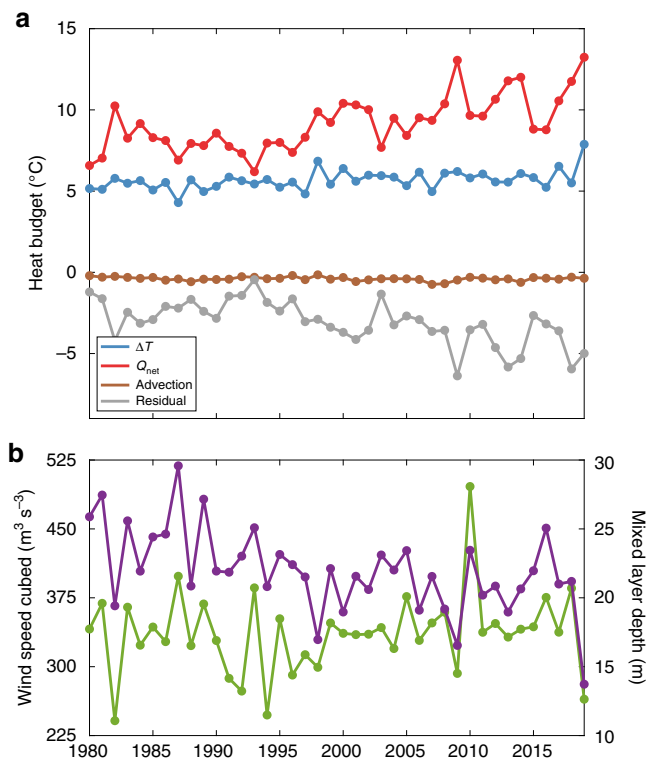 a
15
10
5
0
−5
Heat budget (°C)
ΔT
Qnet
Advection
Residual
b
525
450
375
300
225
Wind speed cubed (m³ s⁻³)
30
25
20
15
10
Mixed layer depth (m)
1980 1985 1990 1995 2000 2005 2010 2015